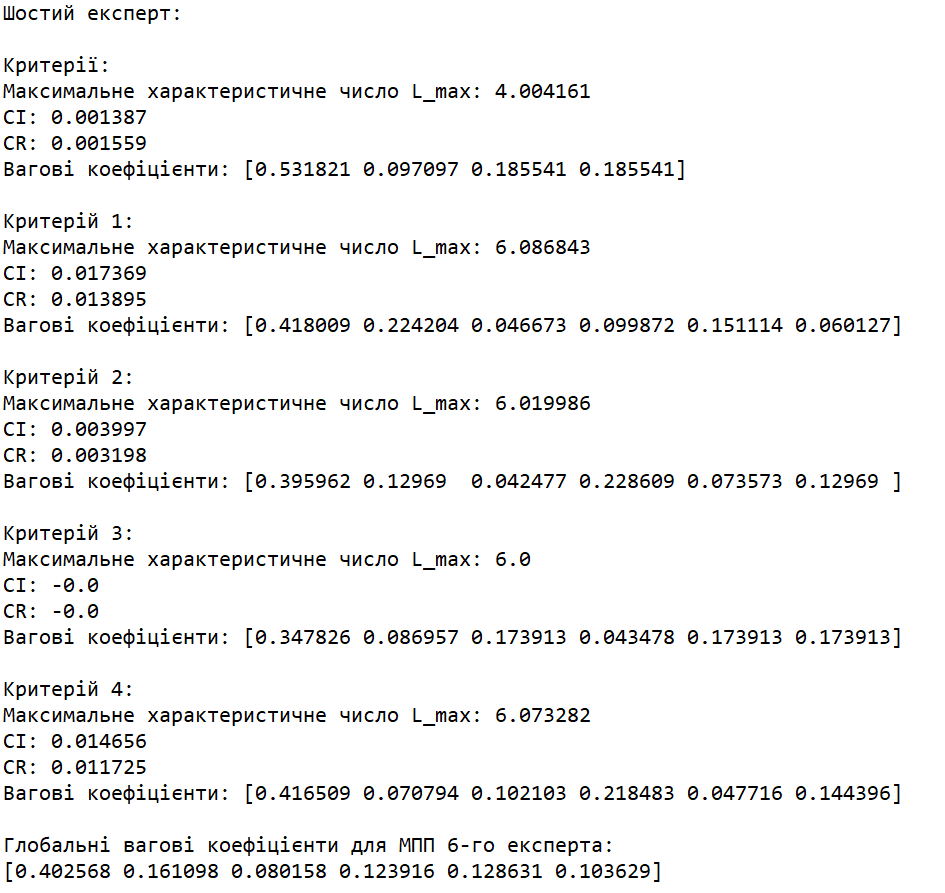 Шостий експерт:
Критерії:
Максимальне характеристичне число L_max: 4.004161
CI: 0.001387
CR: 0.001559
Вагові коефіцієнти: [0.531821 0.097097 0.185541 0.185541]
Критерій 1:
Максимальне характеристичне число L_max: 6.086843
CI: 0.017369
CR: 0.013895
Вагові коефіцієнти: [0.418009 0.224204 0.046673 0.099872 0.151114 0.060127]
Критерій 2:
Максимальне характеристичне число L_max: 6.019986
CI: 0.003997
CR: 0.003198
Вагові коефіцієнти: [0.395962 0.12969  0.042477 0.228609 0.073573 0.12969 ]
Критерій 3:
Максимальне характеристичне число L_max: 6.0
CI: -0.0
CR: -0.0
Вагові коефіцієнти: [0.347826 0.086957 0.173913 0.043478 0.173913 0.173913]
Критерій 4:
Максимальне характеристичне число L_max: 6.073282
CI: 0.014656
CR: 0.011725
Вагові коефіцієнти: [0.416509 0.070794 0.102103 0.218483 0.047716 0.144396]
Глобальні вагові коефіцієнти для МПП 6-го експерта:
[0.402568 0.161098 0.080158 0.123916 0.128631 0.103629]